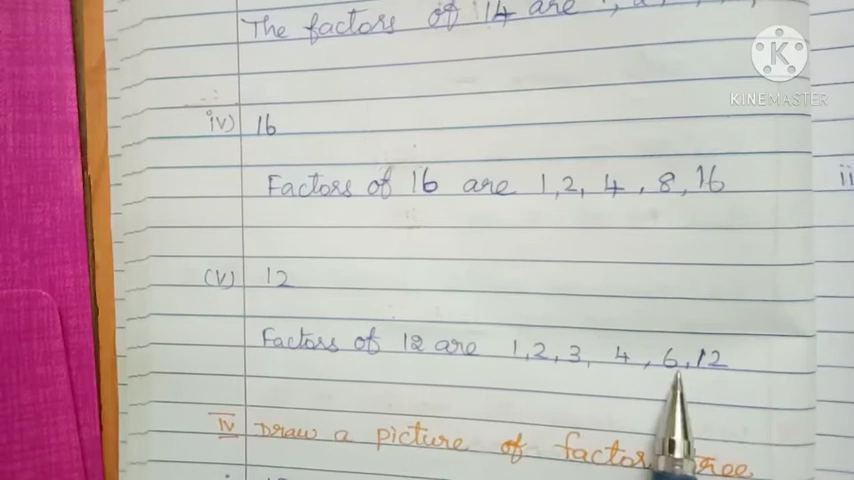 The factors of 14 are
KINEMASTER
iv) 16
Factors of 16 are 1,2, 4, 8, 16
ii
(v) 12
Factors of 12 are 1,2, 3, 4, 6, 12
IV Draw a picture of factor tree